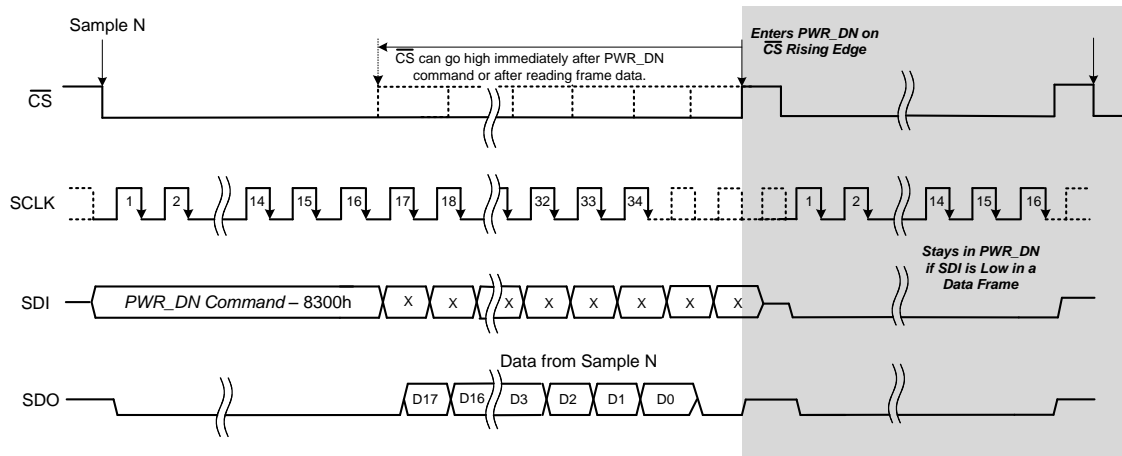 Sample N
CS can go high immediately after PWR_DN
command or after reading frame data.
Enters PWR_DN on
CS Rising Edge
CS
SCLK
1 2 14 15 16 17 18 32 33 34 1 2 14 15 16
Stays in PWR_DN
if SDI is Low in a
Data Frame
SDI
PWR_DN Command – 8300h
X X X X X X X X
Data from Sample N
SDO
D17 D16 D3 D2 D1 D0